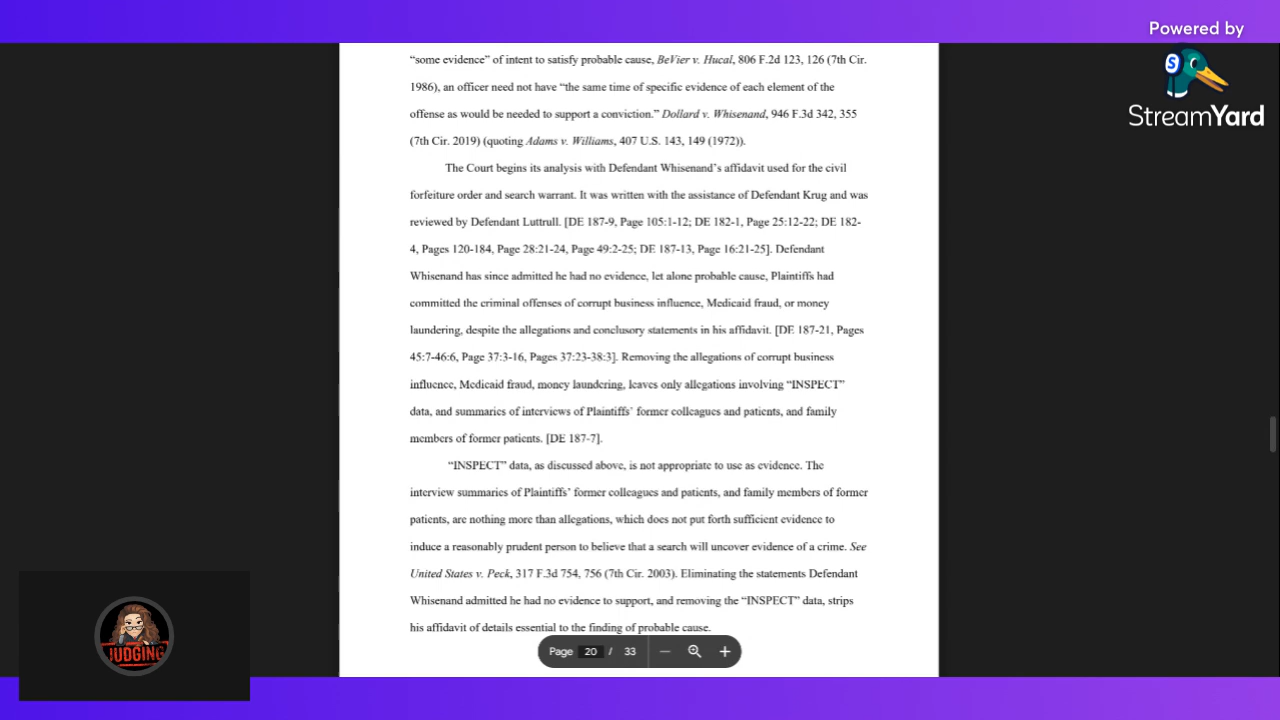 Powered by
StreamYard
“some evidence” of intent to satisfy probable cause, BeVier v. Hucal, 806 F.2d 123, 126 (7th Cir.
1986), an officer need not have “the same time of specific evidence of each element of the
offense as would be needed to support a conviction.” Dollard v. Whisenand, 946 F.3d 342, 355
(7th Cir. 2019) (quoting Adams v. Williams, 407 U.S. 143, 149 (1972)).
The Court begins its analysis with Defendant Whisenand’s affidavit used for the civil
forfeiture order and search warrant. It was written with the assistance of Defendant Krug and was
reviewed by Defendant Luttrull. [DE 187-9, Page 105:1-12; DE 182-1, Page 25:12-22; DE 182-
4, Pages 120-184, Page 28:21-24, Page 49:2-25; DE 187-13, Page 16:21-25]. Defendant
Whisenand has since admitted he had no evidence, let alone probable cause, Plaintiffs had
committed the criminal offenses of corrupt business influence, Medicaid fraud, or money
laundering, despite the allegations and conclusory statements in his affidavit. [DE 187-21, Pages
45:7-46:6, Page 37:3-16, Pages 37:23-38:3]. Removing the allegations of corrupt business
influence, Medicaid fraud, money laundering, leaves only allegations involving “INSPECT”
data, and summaries of interviews of Plaintiffs’ former colleagues and patients, and family
members of former patients. [DE 187-7].
“INSPECT” data, as discussed above, is not appropriate to use as evidence. The
interview summaries of Plaintiffs’ former colleagues and patients, and family members of former
patients, are nothing more than allegations, which does not put forth sufficient evidence to
induce a reasonably prudent person to believe that a search will uncover evidence of a crime. See
United States v. Peck, 317 F.3d 754, 756 (7th Cir. 2003). Eliminating the statements Defendant
Whisenand admitted he had no evidence to support, and removing the “INSPECT” data, strips
his affidavit of details essential to the finding of probable cause.
Page 20 / 33
JUDGING